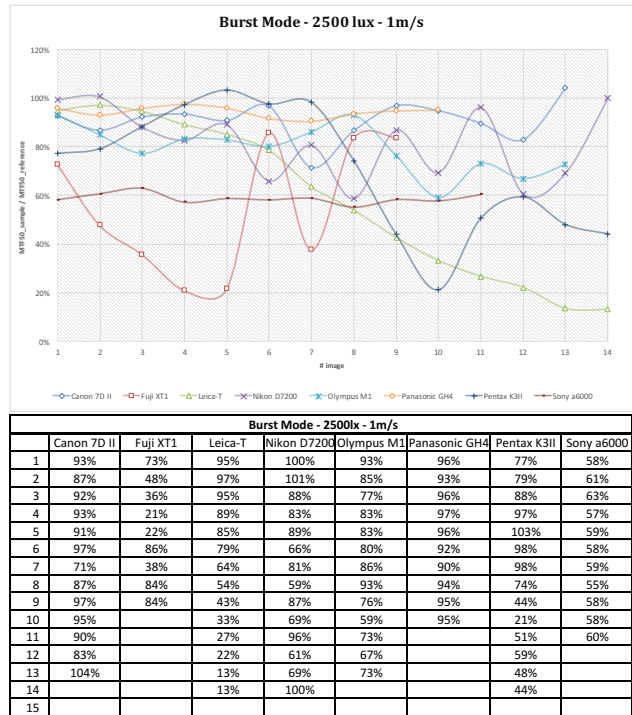 Burst Mode - 2500 lux - 1m/s
120%
100%
80%
60%
40%
20%
0%
MTF50_sample / MTF50_reference
1 2 3 4 5 6 7 8 9 10 11 12 13 14
# image
Canon 7D II Fuji XT1 Leica-T Nikon D7200 Olympus M1 Panasonic GH4 Pentax K3II Sony a6000
Burst Mode - 2500lx - 1m/s
Canon 7D II Fuji XT1 Leica-T Nikon D7200 Olympus M1 Panasonic GH4 Pentax K3II Sony a6000
1 93% 73% 95% 100% 93% 96% 77% 58%
2 87% 48% 97% 101% 85% 93% 79% 61%
3 92% 36% 95% 88% 77% 96% 88% 63%
4 93% 21% 89% 83% 83% 97% 97% 57%
5 91% 22% 85% 89% 83% 96% 103% 59%
6 97% 86% 79% 66% 80% 92% 98% 58%
7 71% 38% 64% 81% 86% 90% 98% 59%
8 87% 84% 54% 59% 93% 94% 74% 55%
9 97% 84% 43% 87% 76% 95% 44% 58%
10 95% 33% 69% 59% 95% 21% 58%
11 90% 27% 96% 73% 51% 60%
12 83% 22% 61% 67% 59%
13 104% 13% 69% 73% 48%
14 13% 100% 44%
15